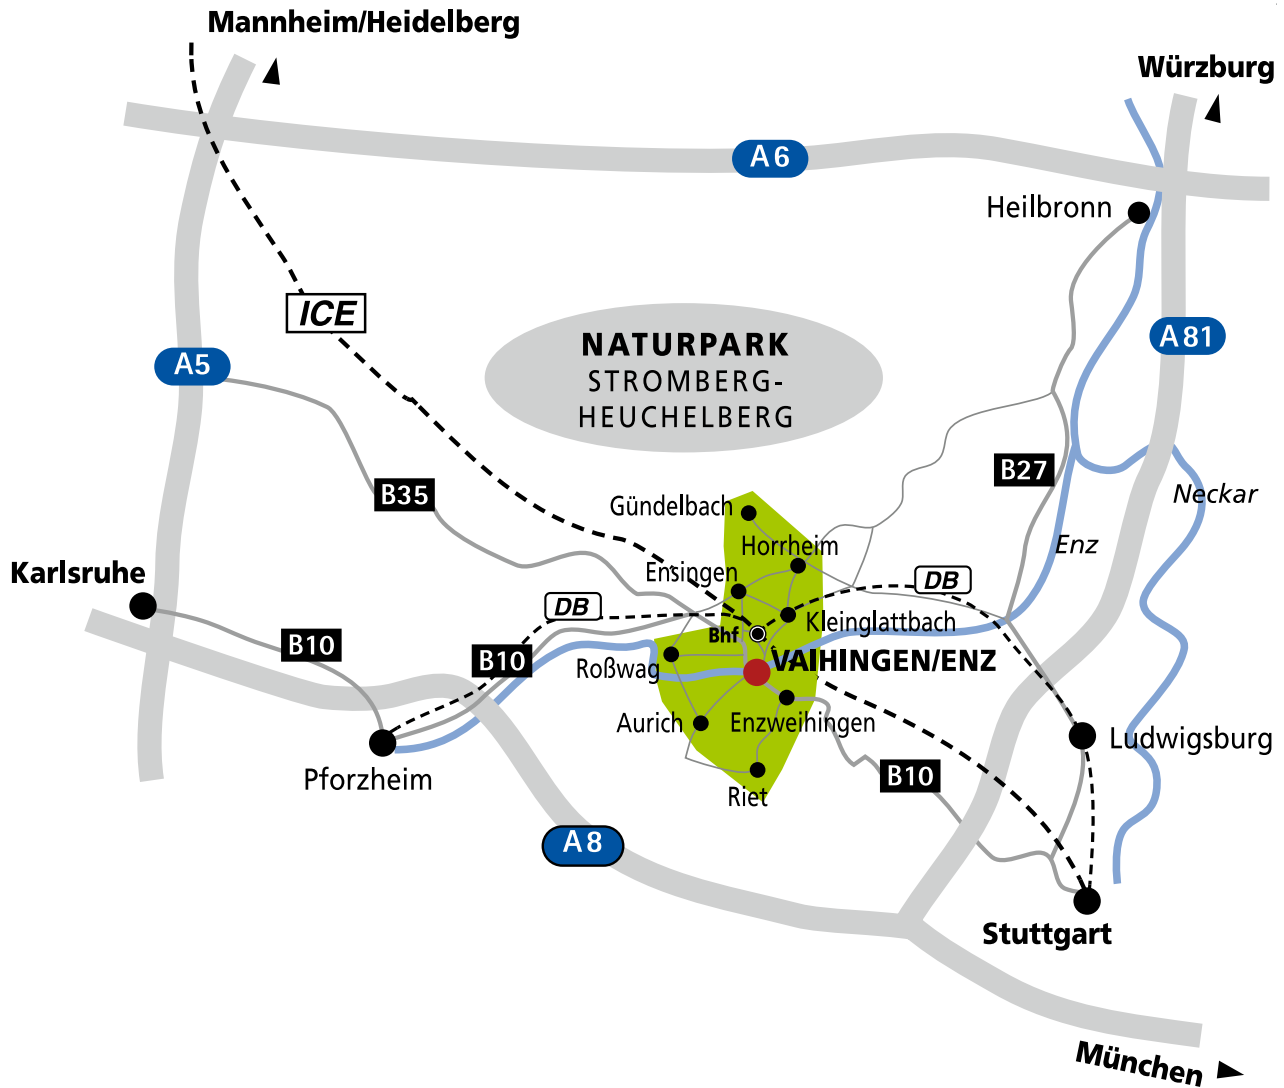 Mannheim/Heidelberg
Würzburg
A6
Heilbronn
ICE
A81
NATURPARK
STROMBERG-
HEUCHELBERG
A5
B27
B35
Neckar
Gündelbach
Horrheim
Enz
Karlsruhe
Ensingen
DB
DB
Kleinglattbach
Bhf
B10
B10
Roßwag
VAIHINGEN/ENZ
Aurich
Enzweihingen
Ludwigsburg
Pforzheim
B10
Riet
A8
Stuttgart
München